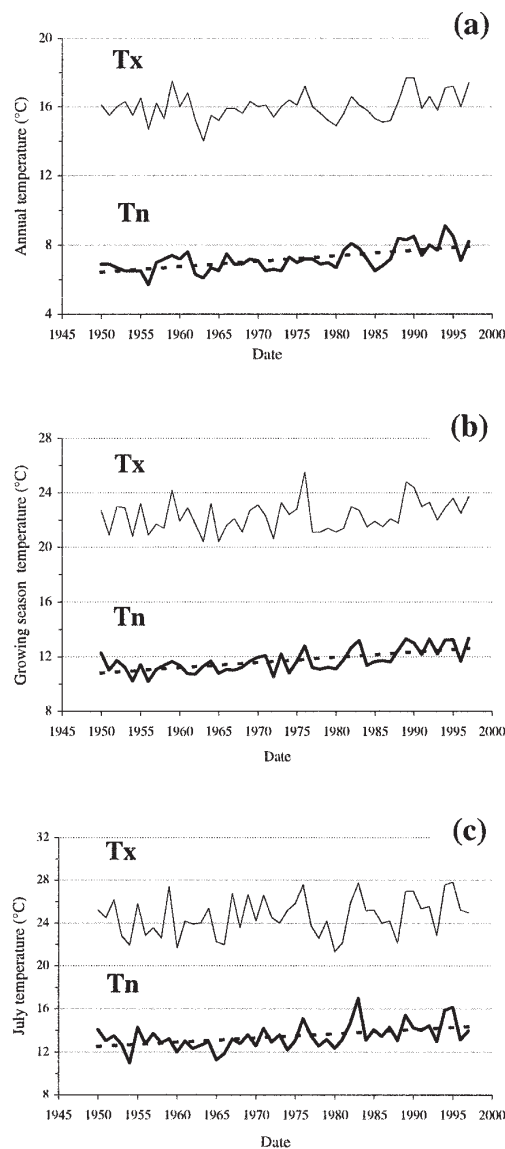 (a)
20
Tx
16
12
Annual temperature (°C)
Tn
8
4
1945 1950 1955 1960 1965 1970 1975 1980 1985 1990 1995 2000
Date
(b)
28
Tx
24
20
16
Growing season temperature (°C)
Tn
12
8
1945 1950 1955 1960 1965 1970 1975 1980 1985 1990 1995 2000
Date
(c)
32
Tx
28
24
20
July temperature (°C)
Tn
16
12
8
1945 1950 1955 1960 1965 1970 1975 1980 1985 1990 1995 2000
Date